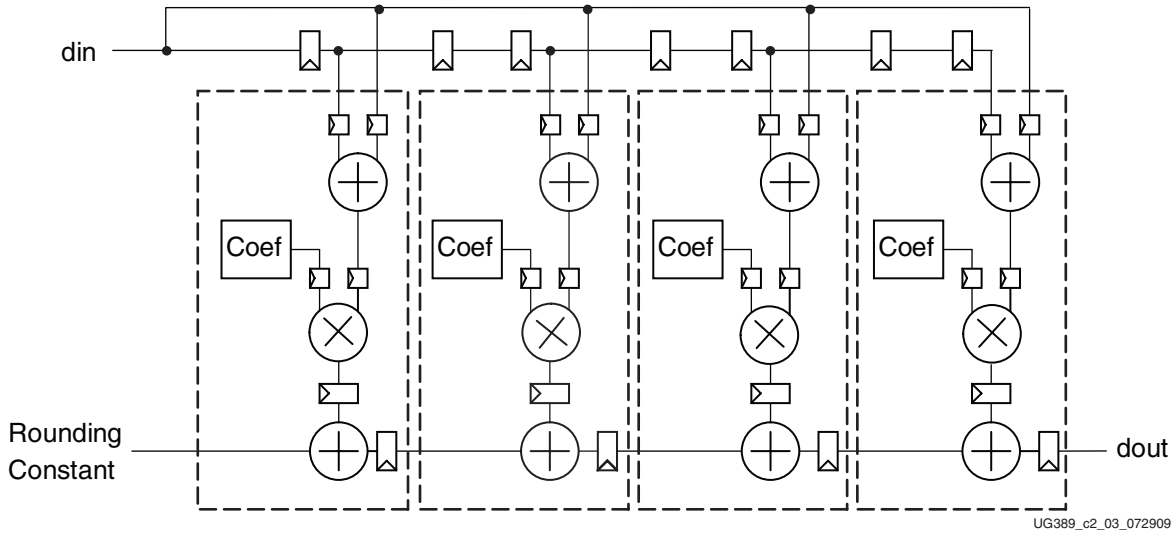 din
Coef
Coef
Coef
Coef
Rounding
Constant
dout
UG389_c2_03_072909